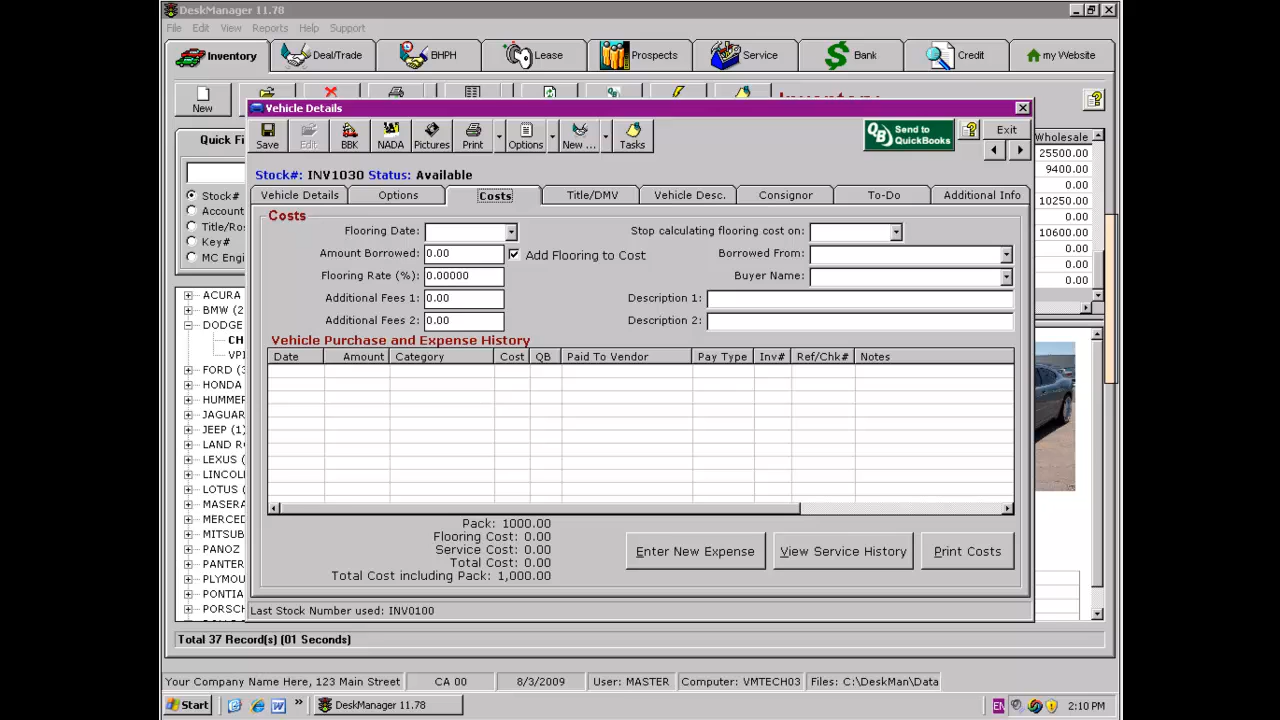 DeskManager 11.78
File Edit View Reports Help Support
Inventory Deal/Trade BHPH Lease Prospects Service Bank Credit my Website
New
Vehicle Details
Save Edit BBK NADA Pictures Print Options New ... Tasks QB Send to QuickBooks Exit
Quick Fi
Wholesale
Stock#: INV1030 Status: Available
25500.00
9400.00
0.00
10250.00
0.00
10600.00
0.00
0.00
0.00
Vehicle Details Options Costs Title/DMV Vehicle Desc. Consignor To-Do Additional Info
Stock#
Account
Title/Ro
Key#
MC Engi
Costs
Flooring Date: Stop calculating flooring cost on:
Amount Borrowed: 0.00 Add Flooring to Cost Borrowed From:
Flooring Rate (%): 0.00000 Buyer Name:
Additional Fees 1: 0.00 Description 1:
Additional Fees 2: 0.00 Description 2:
Vehicle Purchase and Expense History
Date Amount Category Cost QB Paid To Vendor Pay Type Inv# Ref/Chk# Notes
ACURA
BMW (2
DODGE
CH
VPI
FORD (3
HONDA
HUMMER
JAGUAR
JEEP (1)
LAND R
LEXUS (
LINCOL
LOTUS (
MASERA
MERCED
MITSUB
PANOZ
PANTER
PLYMOU
PONTIA
PORSCH
Pack: 1000.00
Flooring Cost: 0.00
Service Cost: 0.00
Total Cost: 0.00
Total Cost including Pack: 1,000.00
Enter New Expense View Service History Print Costs
Last Stock Number used: INV0100
Total 37 Record(s) (01 Seconds)
Your Company Name Here, 123 Main Street CA 00 8/3/2009 User: MASTER Computer: VMTECH03 Files: C:\DeskMan\Data
Start DeskManager 11.78 EN 2:10 PM